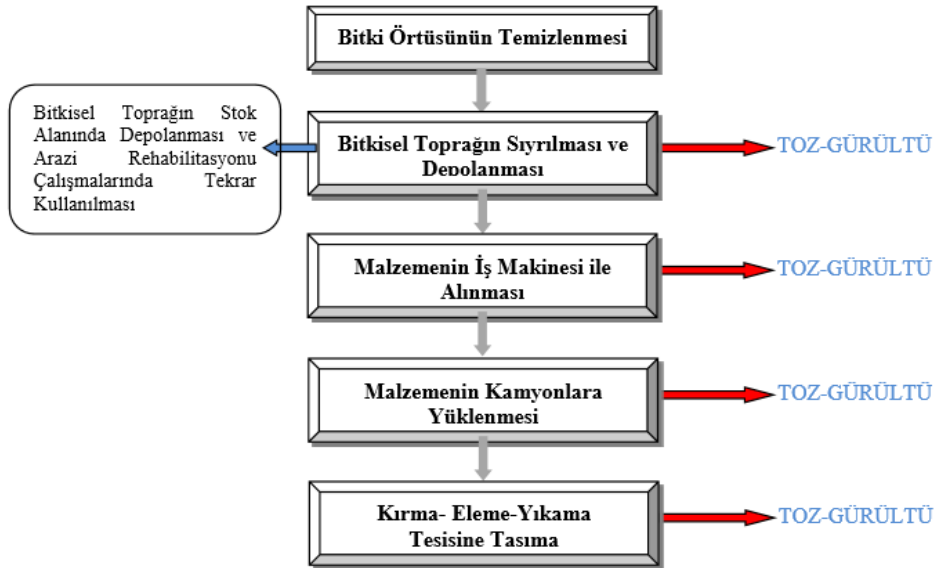 Bitki Örtüsünün Temizlenmesi
Bitkisel Toprağın Stok
Alanında Depolanması ve
Arazi Rehabilitasyonu
Çalışmalarında Tekrar
Kullanılması
Bitkisel Toprağın Sıyrılması ve
Depolanması
TOZ-GÜRÜLTÜ
Malzemenin İş Makinesi ile
Alınması
TOZ-GÜRÜLTÜ
Malzemenin Kamyonlara
Yüklenmesi
TOZ-GÜRÜLTÜ
Kırma- Eleme-Yıkama
Tesisine Taşıma
TOZ-GÜRÜLTÜ